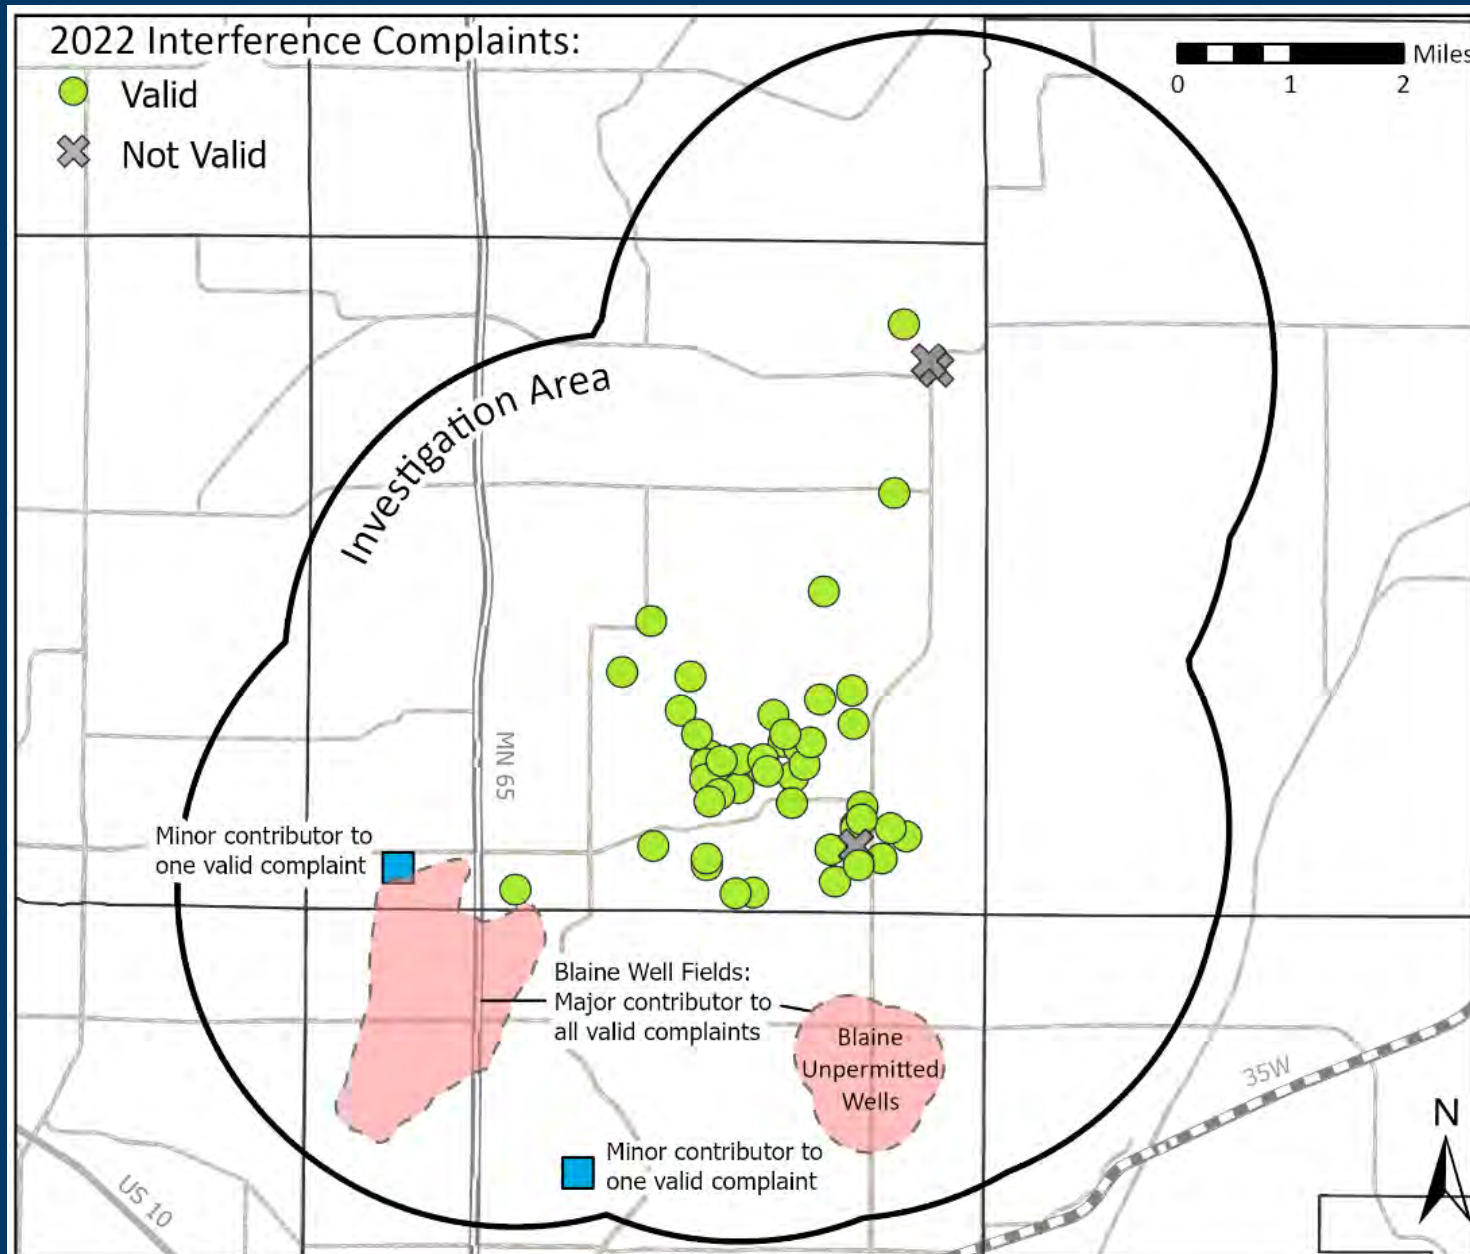 2022 Interference Complaints:
Valid
Not Valid
Miles
0 1 2
Investigation Area
MN 65
Minor contributor to
one valid complaint
Blaine Well Fields:
Major contributor to
all valid complaints
Blaine
Unpermitted
Wells
35W
N
Minor contributor to
one valid complaint
US 10